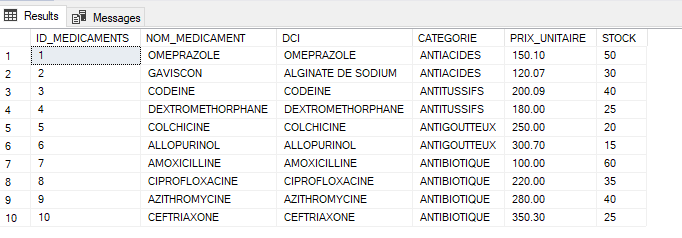 Results Messages
ID_MEDICAMENTS NOM_MEDICAMENT DCI CATEGORIE PRIX_UNITAIRE STOCK
1 1 OMEPRAZOLE OMEPRAZOLE ANTIACIDES 150.10 50
2 2 GAVISCON ALGINATE DE SODIUM ANTIACIDES 120.07 30
3 3 CODEINE CODEINE ANTITUSSIFS 200.09 40
4 4 DEXTROMETHORPHANE DEXTROMETHORPHANE ANTITUSSIFS 180.00 25
5 5 COLCHICINE COLCHICINE ANTIGOUTTEUX 250.00 20
6 6 ALLOPURINOL ALLOPURINOL ANTIGOUTTEUX 300.70 15
7 7 AMOXICILLINE AMOXICILLINE ANTIBIOTIQUE 100.00 60
8 8 CIPROFLOXACINE CIPROFLOXACINE ANTIBIOTIQUE 220.00 35
9 9 AZITHROMYCINE AZITHROMYCINE ANTIBIOTIQUE 280.00 40
10 10 CEFTRIAXONE CEFTRIAXONE ANTIBIOTIQUE 350.30 25